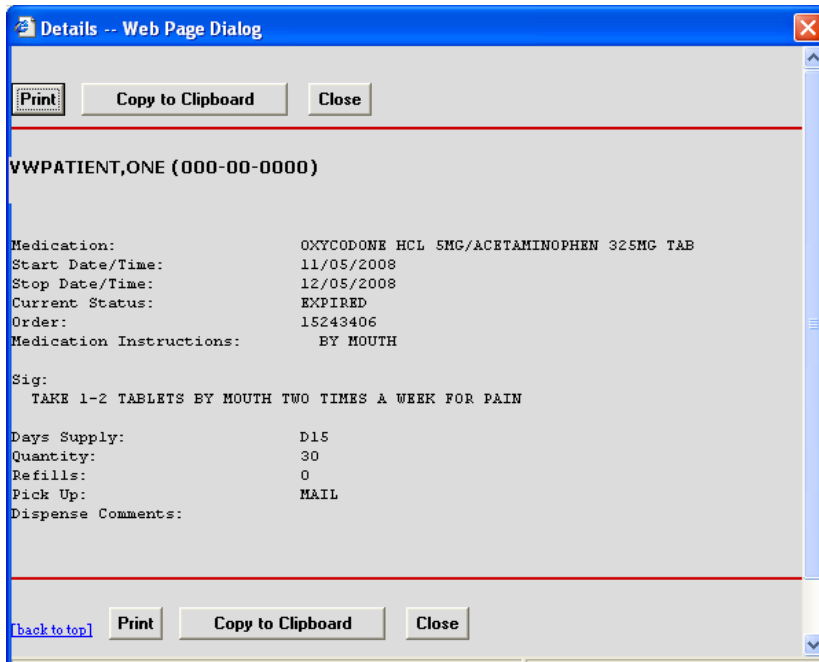 Details -- Web Page Dialog
Print Copy to Clipboard Close
VWPATIENT,ONE (000-00-0000)
Medication: OXYCODONE HCL 5MG/ACETAMINOPHEN 325MG TAB
Start Date/Time: 11/05/2008
Stop Date/Time: 12/05/2008
Current Status: EXPIRED
Order: 15243406
Medication Instructions: BY MOUTH
Sig:
TAKE 1-2 TABLETS BY MOUTH TWO TIMES A WEEK FOR PAIN
Days Supply: D15
Quantity: 30
Refills: 0
Pick Up: MAIL
Dispense Comments:
[back to top] Print Copy to Clipboard Close